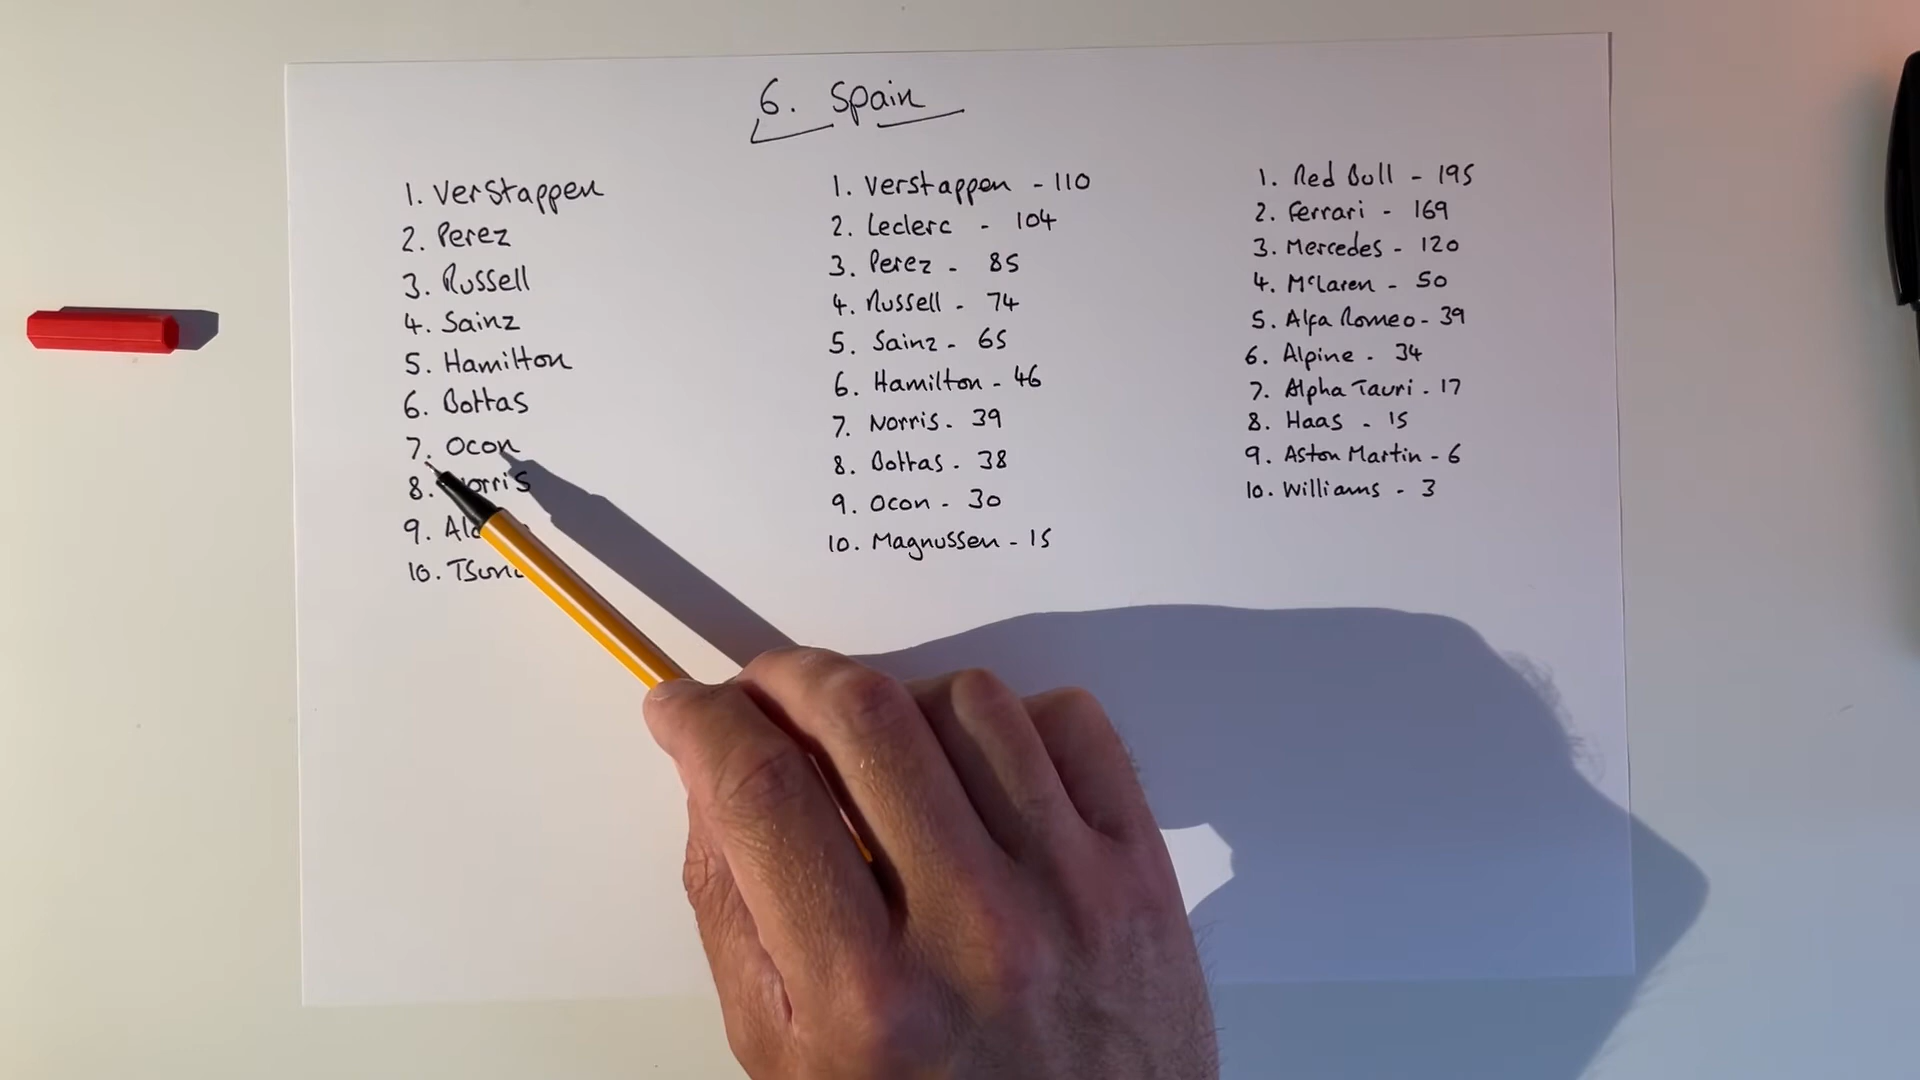 6. Spain
1. Verstappen
2. Perez
3. Russell
4. Sainz
5. Hamilton
6. Bottas
7. Ocon
8.
9.
10.
1. Verstappen - 110
2. Leclerc - 104
3. Perez - 85
4. Russell - 74
5. Sainz - 65
6. Hamilton - 46
7. Norris - 39
8. Bottas - 38
9. Ocon - 30
10. Magnussen - 15
1. Red Bull - 195
2. Ferrari - 169
3. Mercedes - 120
4. McLaren - 50
5. Alfa Romeo - 39
6. Alpine - 34
7. Alpha Tauri - 17
8. Haas - 15
9. Aston Martin - 6
10. Williams - 3